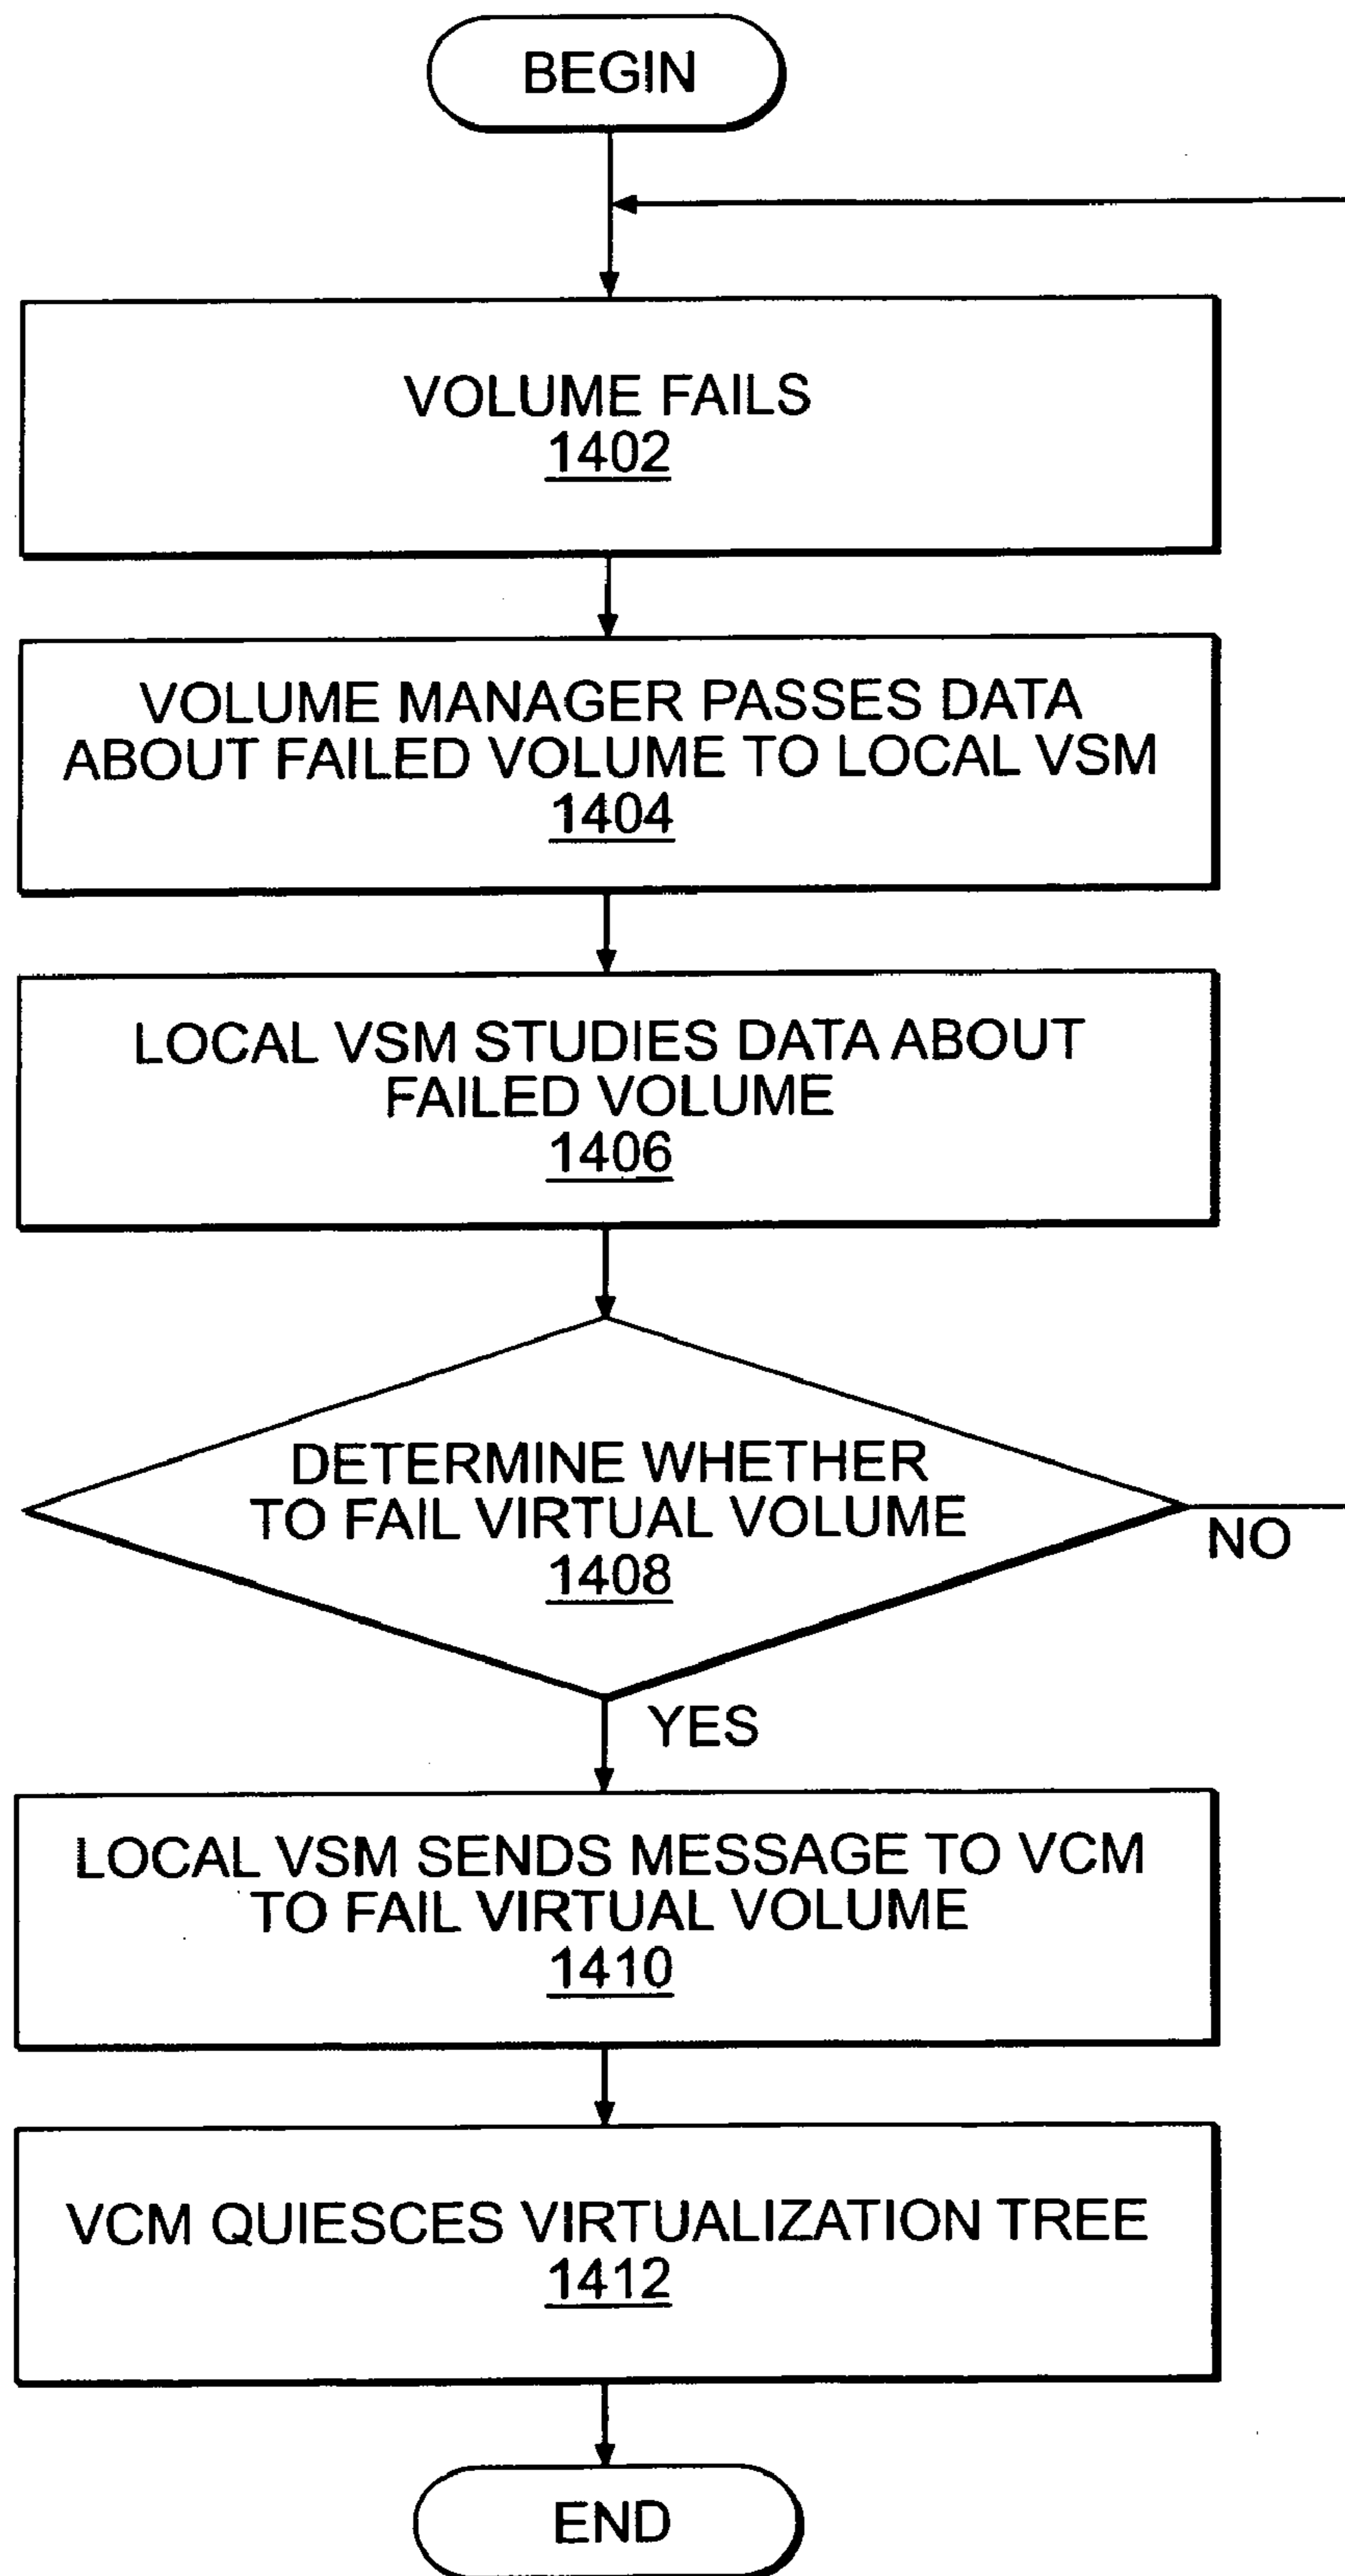 BEGIN
VOLUME FAILS
1402
VOLUME MANAGER PASSES DATA
ABOUT FAILED VOLUME TO LOCAL VSM
1404
LOCAL VSM STUDIES DATA ABOUT
FAILED VOLUME
1406
DETERMINE WHETHER
TO FAIL VIRTUAL VOLUME
1408
NO
YES
LOCAL VSM SENDS MESSAGE TO VCM
TO FAIL VIRTUAL VOLUME
1410
VCM QUIESCES VIRTUALIZATION TREE
1412
END